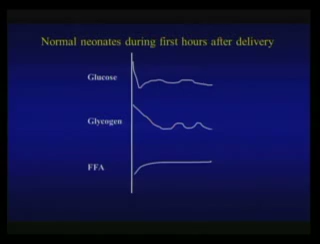 Normal neonates during first hours after delivery
Glucose
Glycogen
FFA